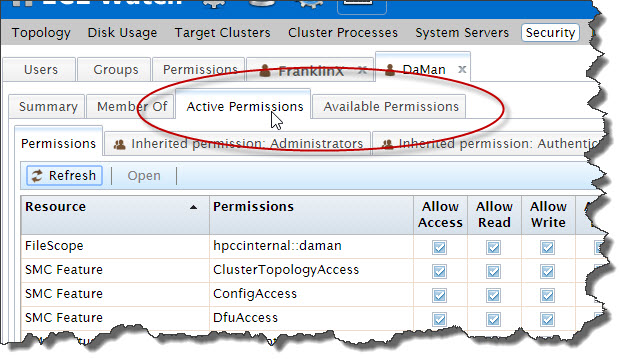 ECL Watch
Topology Disk Usage Target Clusters Cluster Processes System Servers Security
Users Groups Permissions FranklinX x DaMan x
Summary Member Of Active Permissions Available Permissions
Permissions Inherited permission: Administrators Inherited permission: Authentic
Refresh Open
Resource Permissions Allow Access Allow Read Allow Write
FileScope hpccinternal::daman
SMC Feature ClusterTopologyAccess
SMC Feature ConfigAccess
SMC Feature DfuAccess